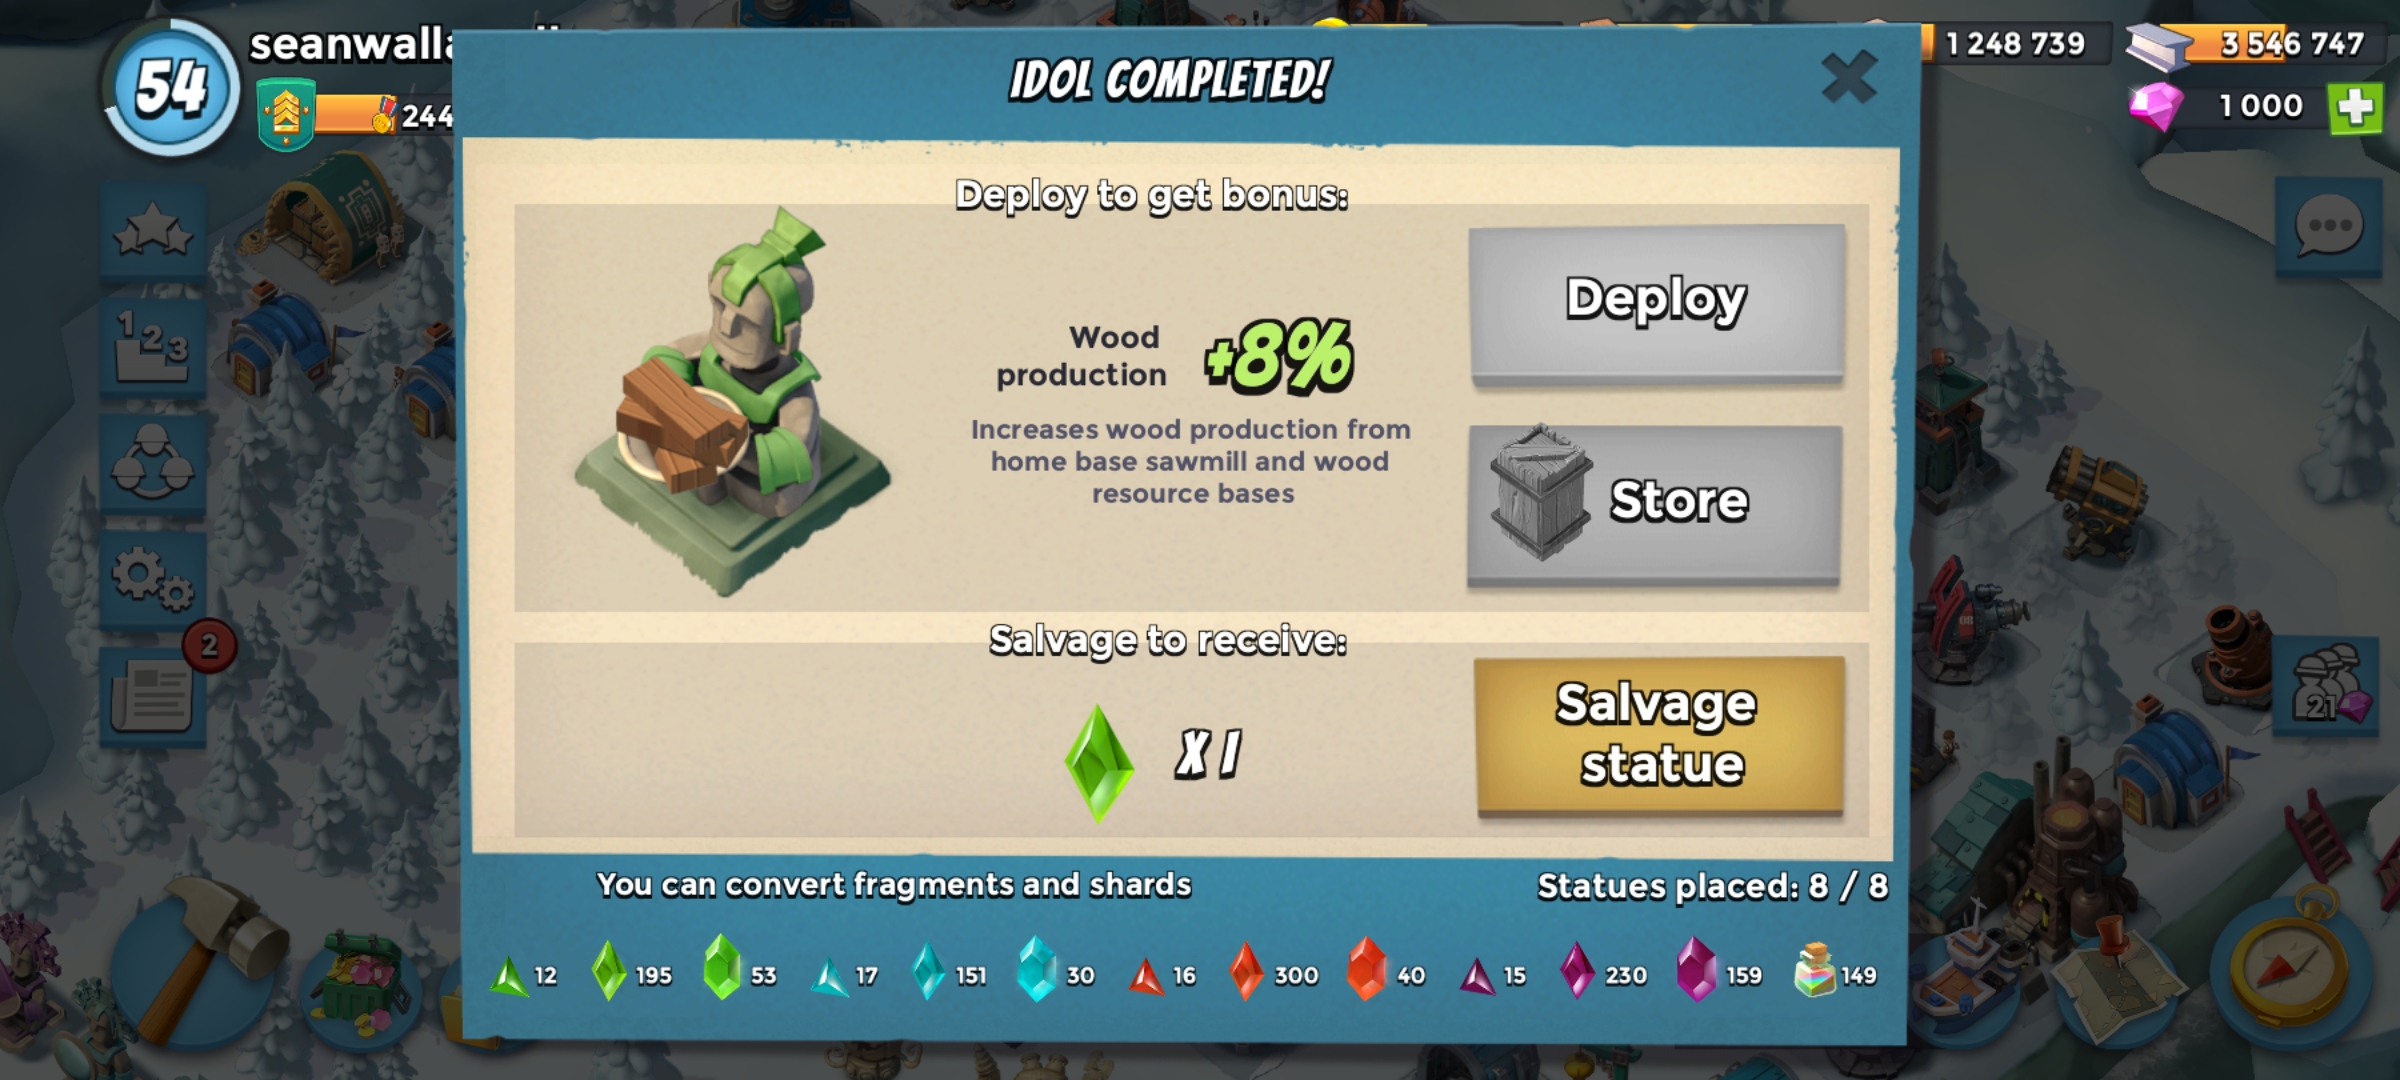 54
244
1 248 739
3 546 747
1 000
IDOL COMPLETED!
Deploy to get bonus:
Wood
production
+8%
Increases wood production from
home base sawmill and wood
resource bases
Deploy
Store
Salvage to receive:
X 1
Salvage
statue
1 2 3
2
21
You can convert fragments and shards
Statues placed: 8 / 8
12 195 53 17 151 30 16 300 40 15 230 159 149